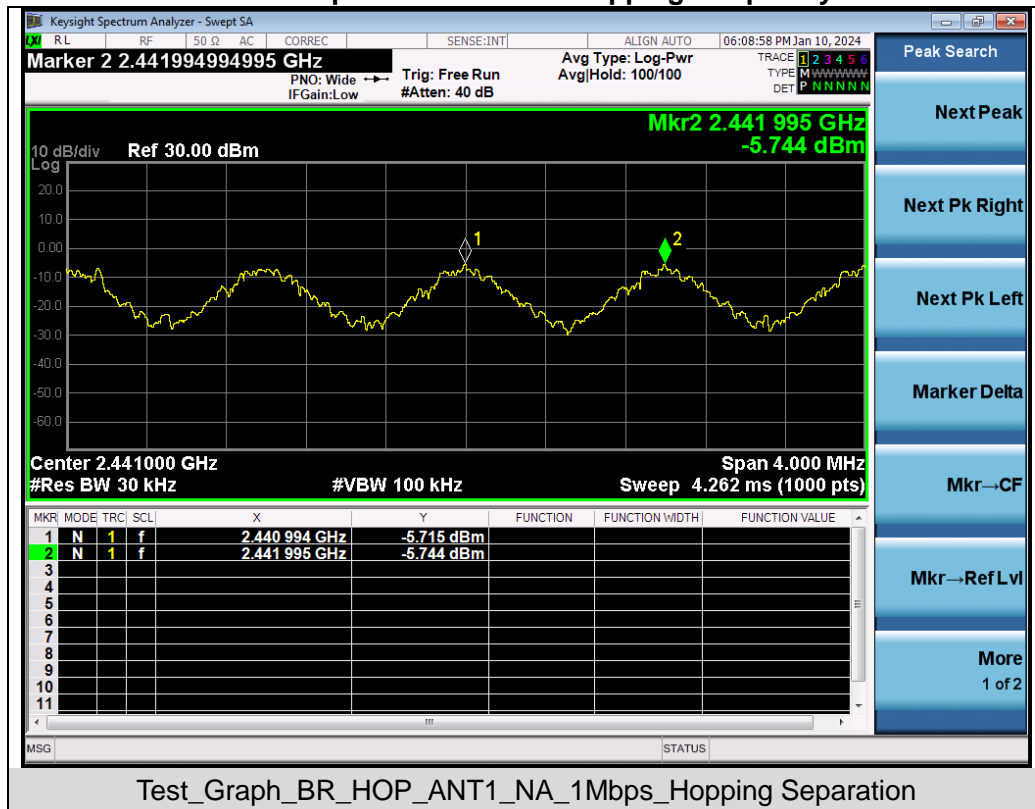 Keysight Spectrum Analyzer - Swept SA
LXI RL RF 50 Ω AC CORREC SENSE:INT ALIGN AUTO 06:08:58 PM Jan 10, 2024
Marker 2 2.441994994995 GHz
PNO: Wide
IFGain:Low
Trig: Free Run
#Atten: 40 dB
Avg Type: Log-Pwr
Avg|Hold: 100/100
TRACE 1 2 3 4 5 6
TYPE M WWWWW
DET P N N N N N
Mkr2 2.441 995 GHz
-5.744 dBm
10 dB/div Ref 30.00 dBm
Log
20.0
10.0
0.00
-10.0
-20.0
-30.0
-40.0
-50.0
-60.0
1
2
Center 2.441000 GHz Span 4.000 MHz
#Res BW 30 kHz #VBW 100 kHz Sweep 4.262 ms (1000 pts)
MKR MODE TRC SCL X Y FUNCTION FUNCTION WIDTH FUNCTION VALUE
1 N 1 f 2.440 994 GHz -5.715 dBm
2 N 1 f 2.441 995 GHz -5.744 dBm
3
4
5
6
7
8
9
10
11
MSG STATUS
Peak Search
Next Peak
Next Pk Right
Next Pk Left
Marker Delta
Mkr→CF
Mkr→Ref Lvl
More
1 of 2
Test_Graph_BR_HOP_ANT1_NA_1Mbps_Hopping Separation